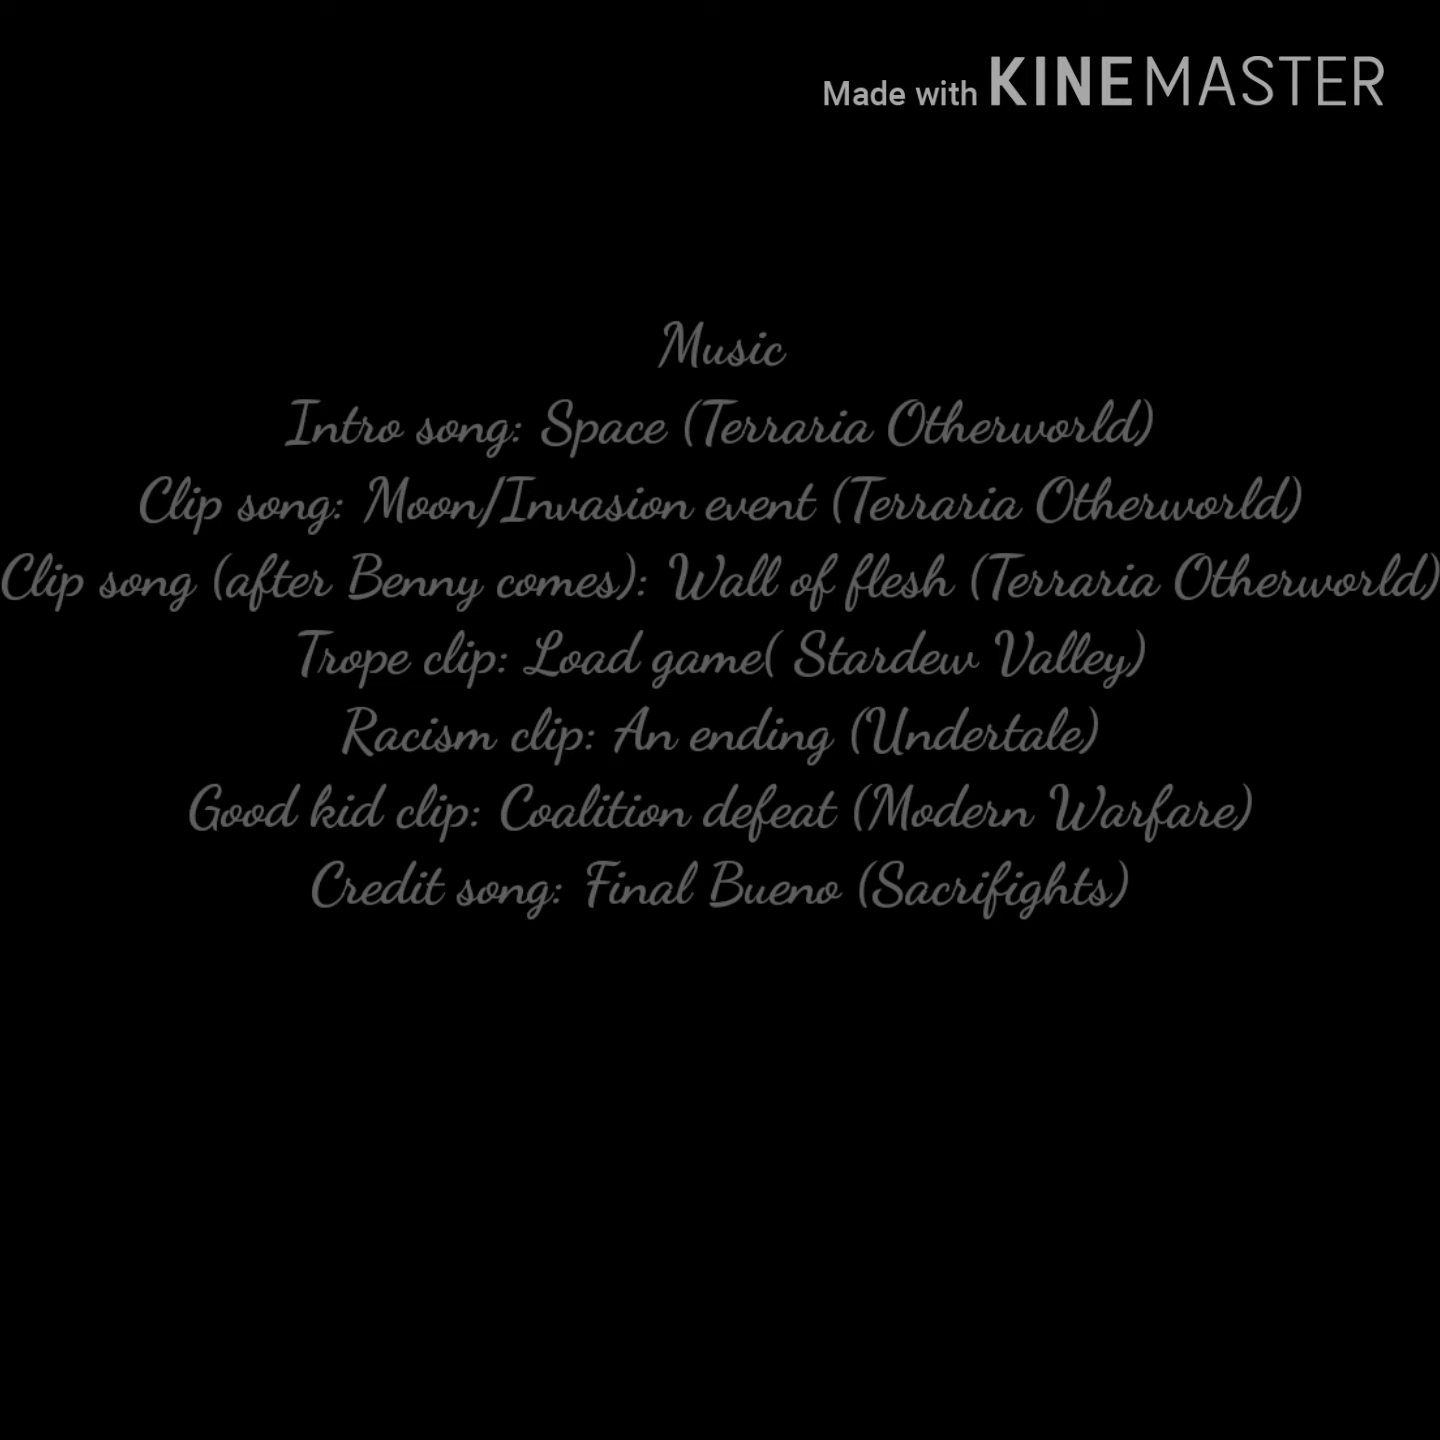 Made with KINEMASTER
Music
Intro song: Space (Terraria Otherworld)
Clip song: Moon/Invasion event (Terraria Otherworld)
Clip song (after Benny comes): Wall of flesh (Terraria Otherworld)
Trope clip: Load game( Stardew Valley)
Racism clip: An ending (Undertale)
Good kid clip: Coalition defeat (Modern Warfare)
Credit song: Final Bueno (Sacrifights)